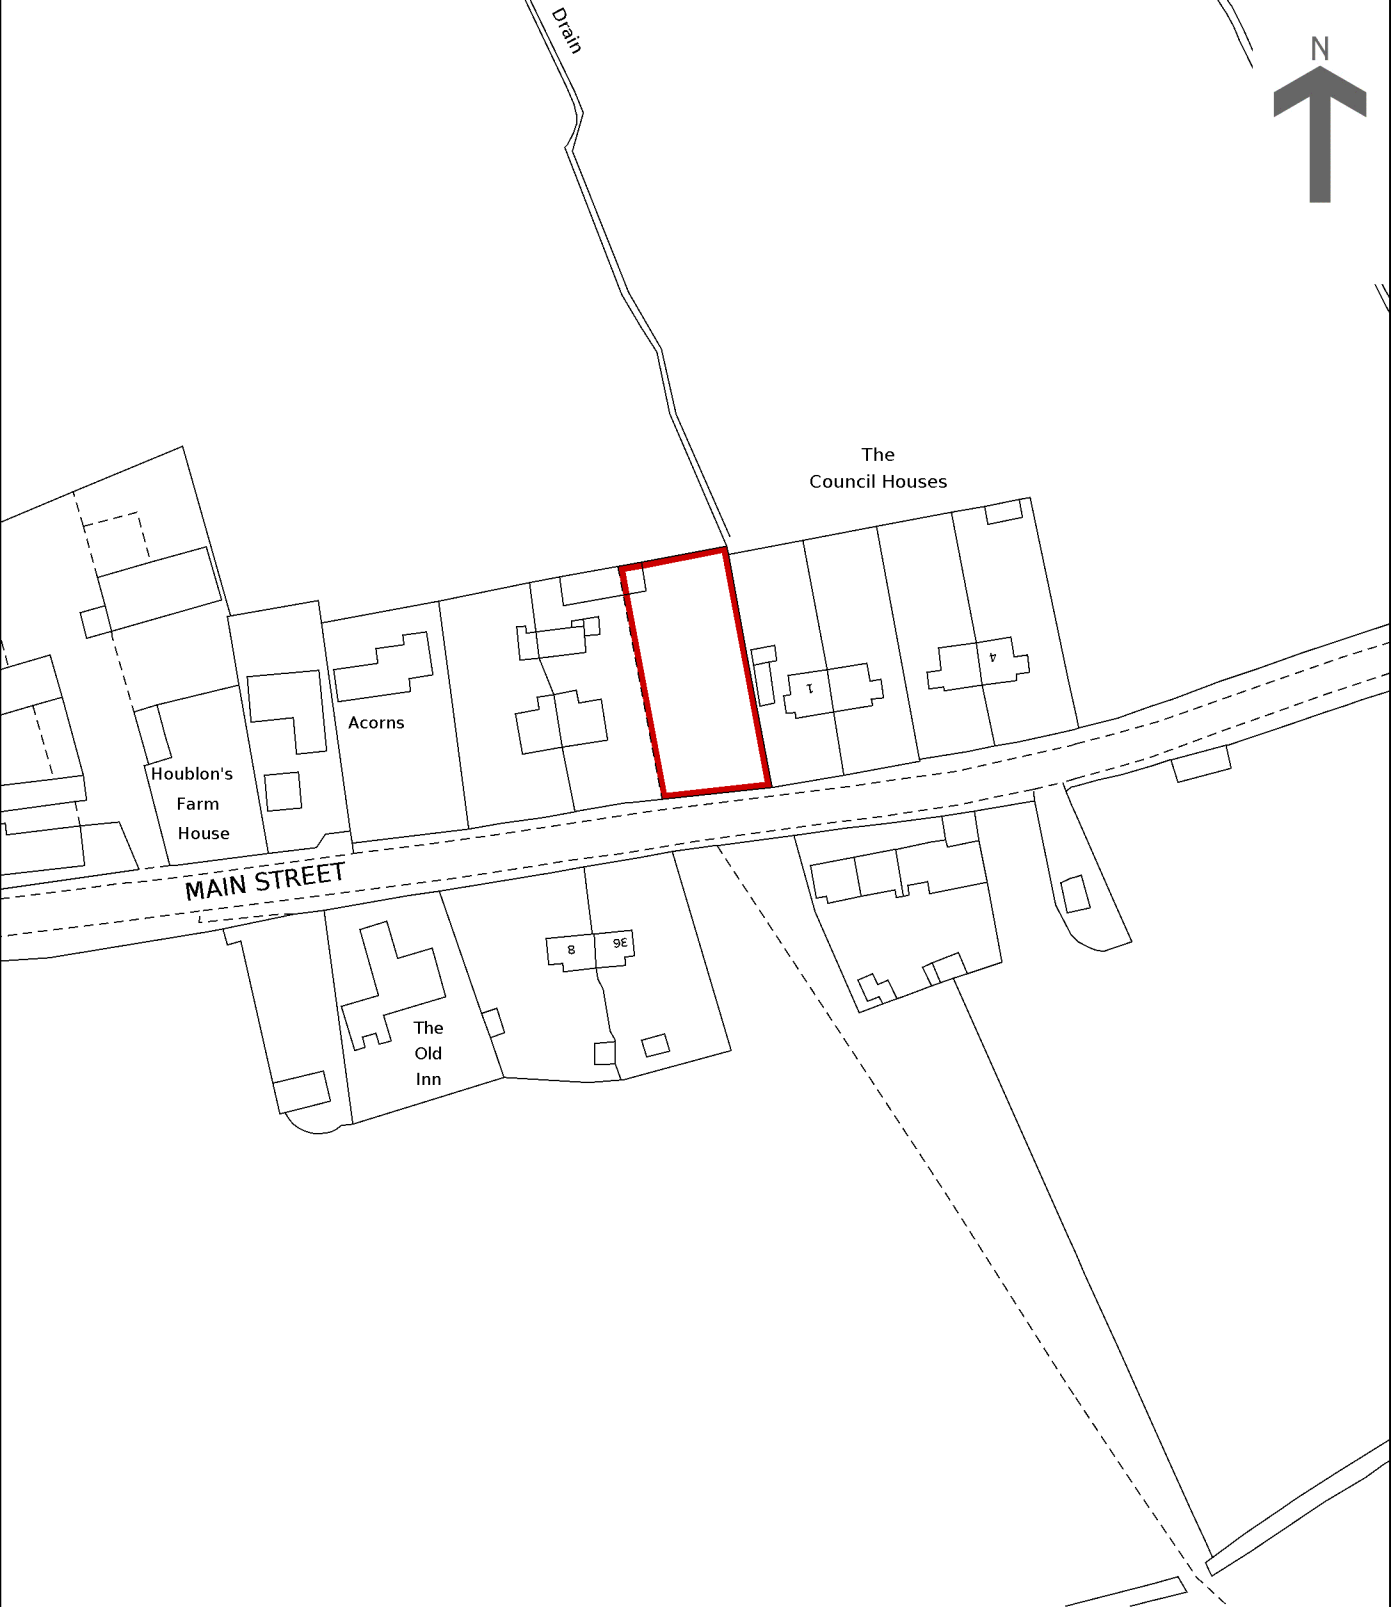 Drain
N
The
Council Houses
4
1
Acorns
Houblon's
Farm
House
MAIN STREET
8
36
The
Old
Inn